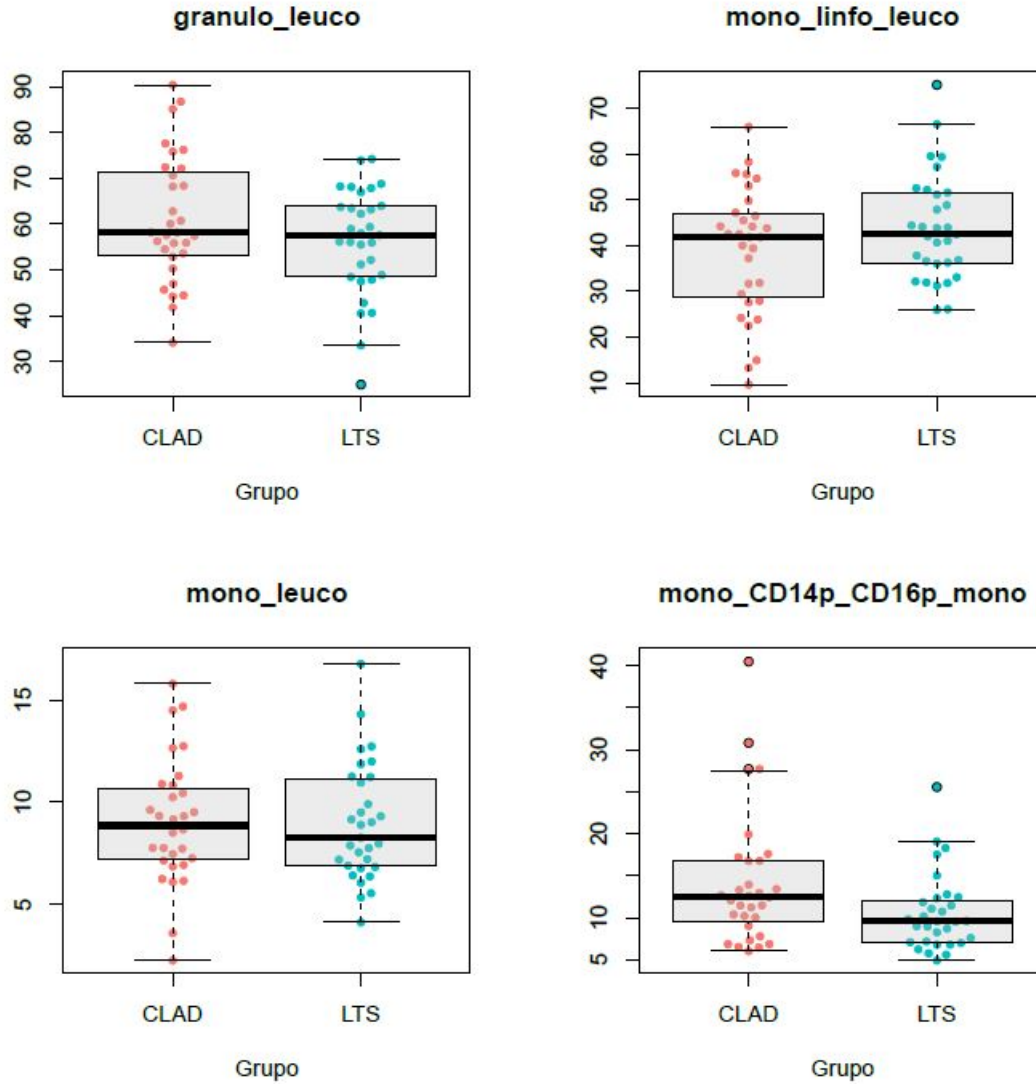 granulo_leuco
90
80
70
60
50
40
30
CLAD
LTS
Grupo
mono_linfo_leuco
70
60
50
40
30
20
10
CLAD
LTS
Grupo
mono_leuco
15
10
5
CLAD
LTS
Grupo
mono_CD14p_CD16p_mono
40
30
20
10
5
CLAD
LTS
Grupo